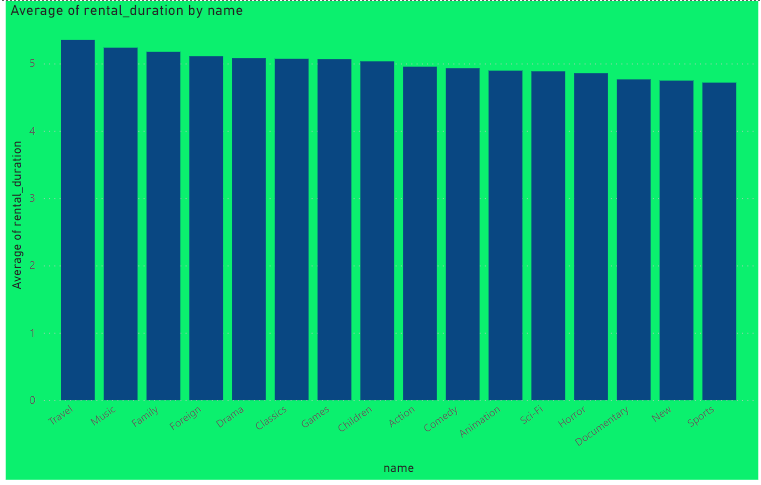 Average of rental_duration by name
Average of rental_duration
5
4
3
2
1
0
Travel
Music
Family
Foreign
Drama
Classics
Games
Children
Action
Comedy
Animation
Sci-Fi
Horror
Documentary
New
Sports
name